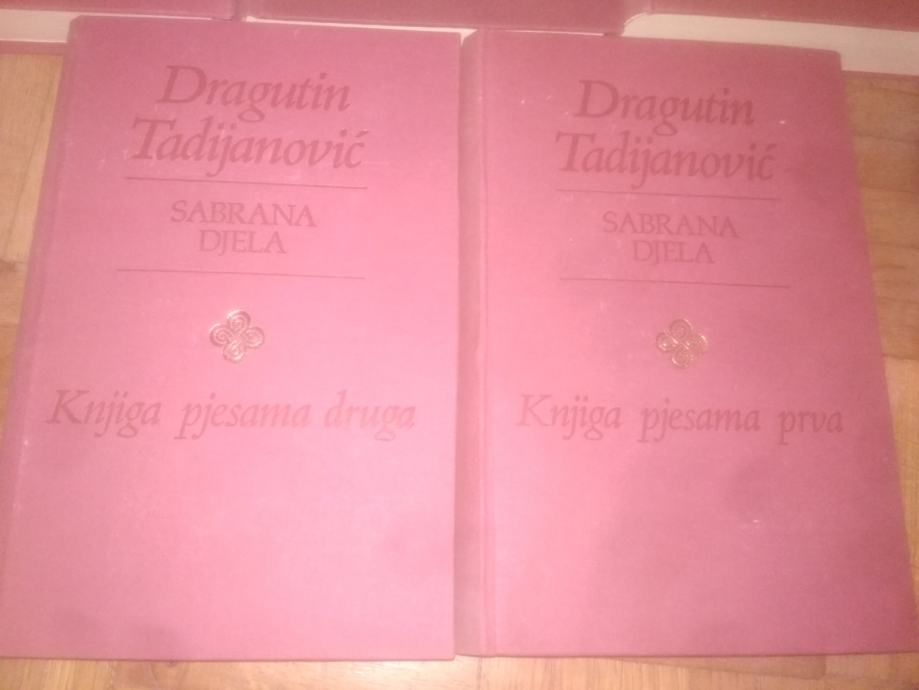 Dragutin
Tadijanović
SABRANA
DJELA
Knjiga pjesama druga
Dragutin
Tadijanović
SABRANA
DJELA
Knjiga pjesama prva